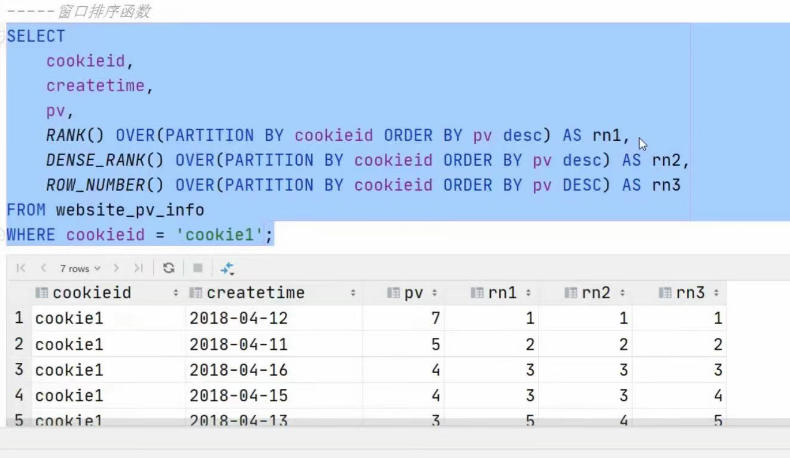 -----窗口排序函数
SELECT
cookieid,
createtime,
pv,
RANK() OVER(PARTITION BY cookieid ORDER BY pv desc) AS rn1,
DENSE_RANK() OVER(PARTITION BY cookieid ORDER BY pv desc) AS rn2,
ROW_NUMBER() OVER(PARTITION BY cookieid ORDER BY pv DESC) AS rn3
FROM website_pv_info
WHERE cookieid = 'cookie1';
7 rows
cookieid createtime pv rn1 rn2 rn3
1 cookie1 2018-04-12 7 1 1 1
2 cookie1 2018-04-11 5 2 2 2
3 cookie1 2018-04-16 4 3 3 3
4 cookie1 2018-04-15 4 3 3 4
5 cookie1 2018-04-13 3 5 4 5